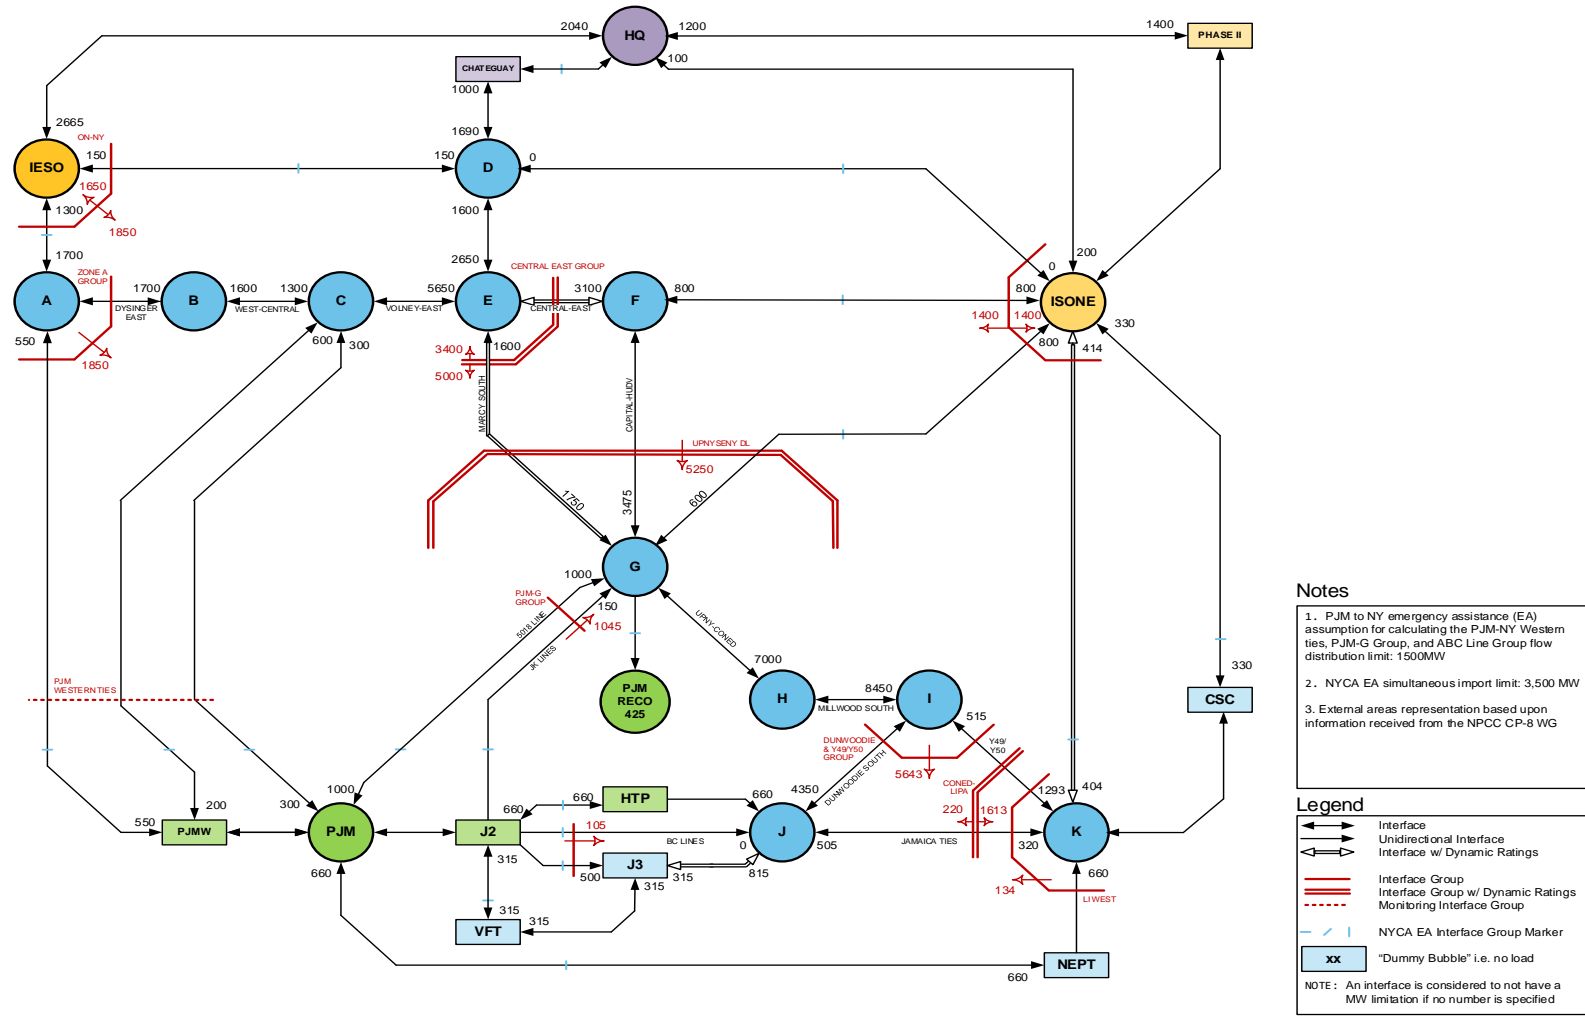 2040
HQ
1200
1400
PHASE II
100
CHATEGUAY
1000
2665
ON-NY
1690
IESO
150
150
D
0
1650
1300
1850
1600
1700
ZONE A
GROUP
2650
CENTRAL EAST GROUP
0
200
A
1700
B
1600
1300
C
5650
E
3100
F
800
800
ISONE
DYSINGER
EAST
WEST-CENTRAL
VOLNEY-EAST
CENTRAL-EAST
1400
1400
330
550
600
300
1600
3400
800
414
1850
5000
MARCY SOUTH
CAPITAL-HUDV
UPNYSENY DL
5250
1750
3475
600
G
1000
PJM-G
GROUP
150
1045
5018 LINE
JK LINES
UPNY-CONED
7000
PJM
WESTERN TIES
PJM
RECO
425
H
8450
MILLWOOD SOUTH
I
515
330
CSC
DUNWOODIE
& Y49/Y50
GROUP
Y49/
Y50
DUNWOODIE SOUTH
5643
CONED-
LIPA
1000
660
HTP
660
4350
1293
404
550
200
300
660
220
1613
PJMW
PJM
J2
105
BC LINES
0
J
505
JAMAICA TIES
320
K
660
315
500
J3
315
815
134
660
315
LI WEST
315
315
VFT
NEPT
660
Notes
1. PJM to NY emergency assistance (EA)
assumption for calculating the PJM-NY Western
ties, PJM-G Group, and ABC Line Group flow
distribution limit: 1500MW
2. NYCA EA simultaneous import limit: 3,500 MW
3. External areas representation based upon
information received from the NPCC CP-8 WG
Legend
Interface
Unidirectional Interface
Interface w/ Dynamic Ratings
Interface Group
Interface Group w/ Dynamic Ratings
Monitoring Interface Group
NYCA EA Interface Group Marker
xx
“Dummy Bubble” i.e. no load
NOTE: An interface is considered to not have a
MW limitation if no number is specified